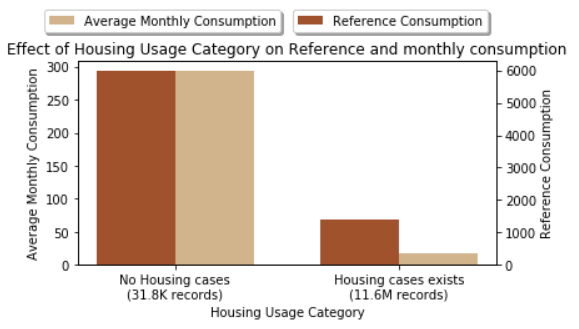 Average Monthly Consumption
Reference Consumption
Effect of Housing Usage Category on Reference and monthly consumption
Average Monthly Consumption
300
250
200
150
100
50
0
6000
5000
4000
3000
2000
1000
0
Reference Consumption
No Housing cases
(31.8K records)
Housing cases exists
(11.6M records)
Housing Usage Category